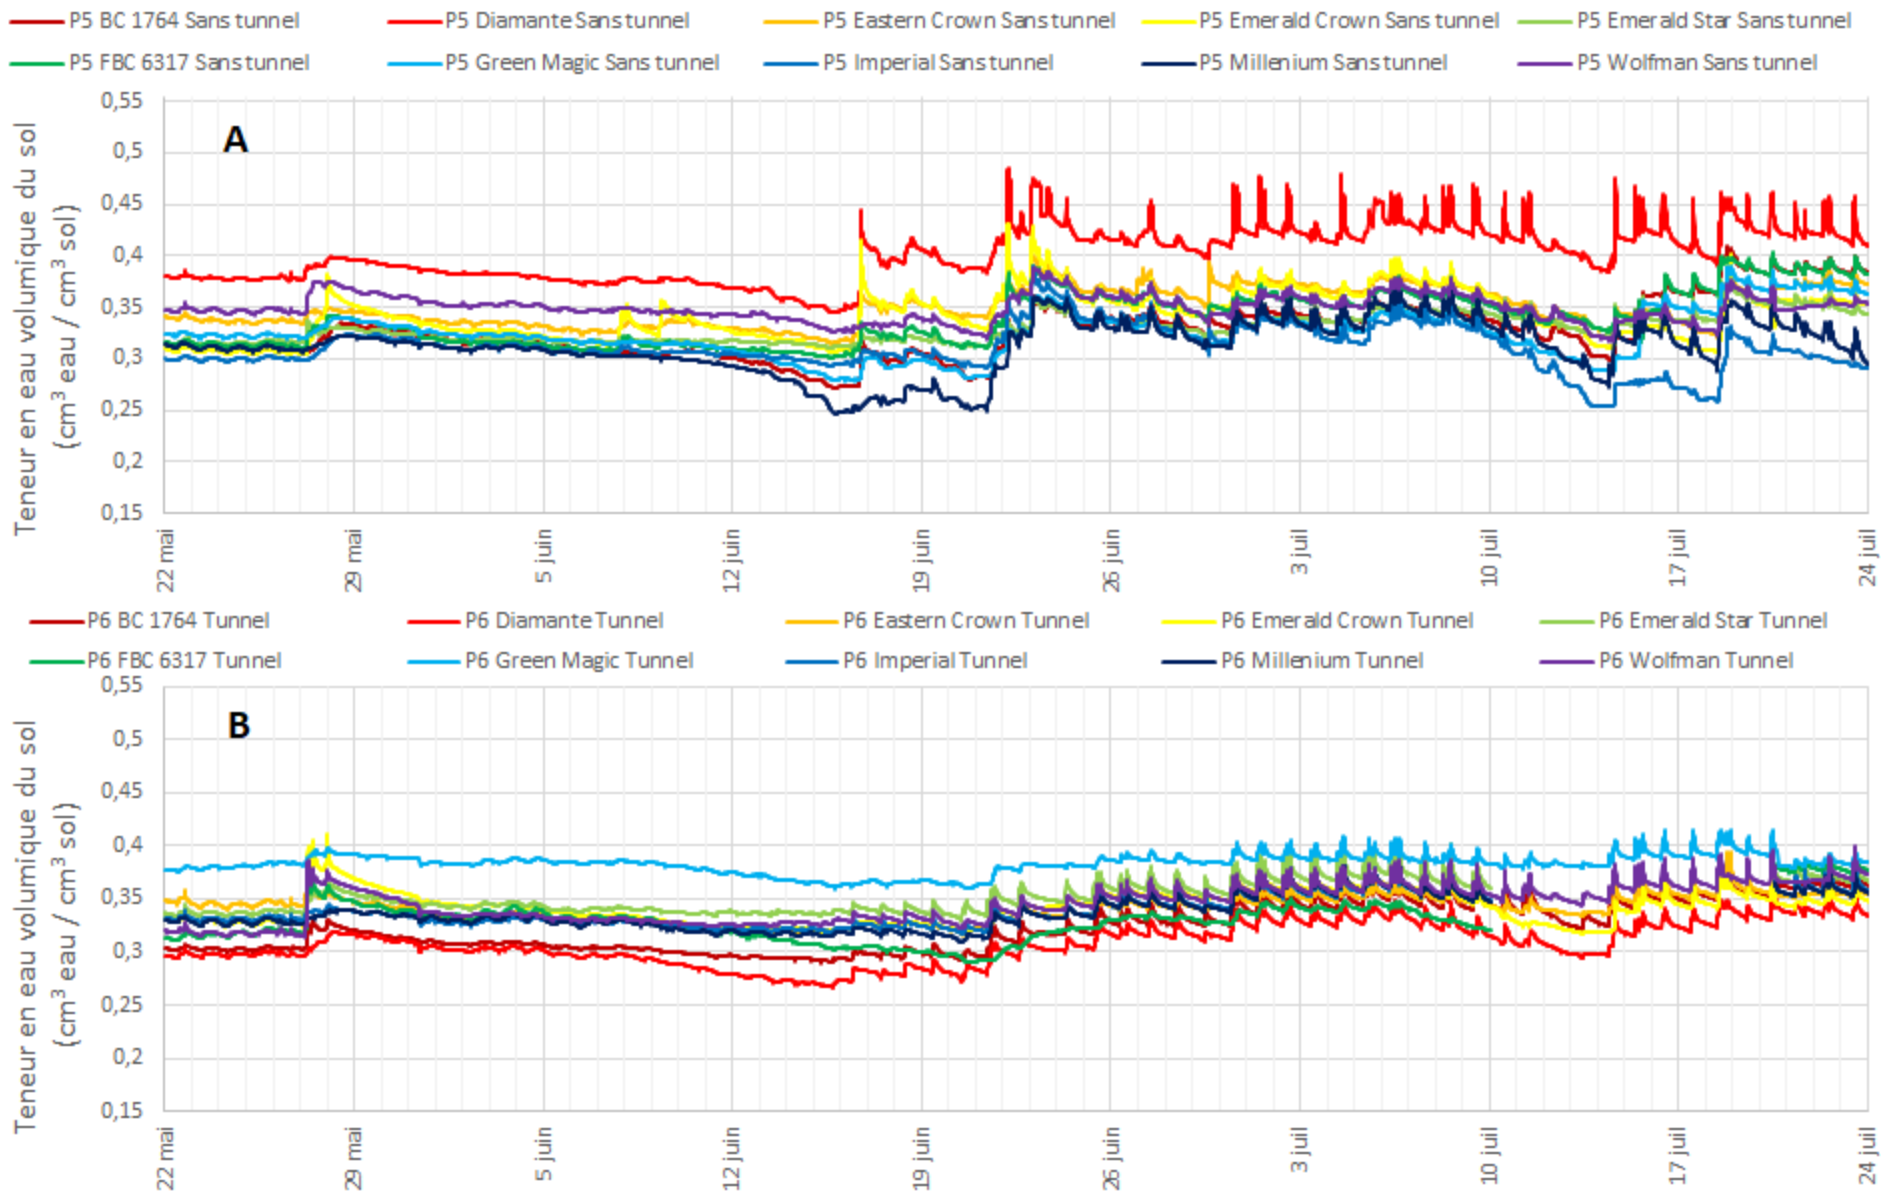 P5 BC 1764 Sans tunnel P5 Diamante Sans tunnel P5 Eastern Crown Sans tunnel P5 Emerald Crown Sans tunnel P5 Emerald Star Sans tunnel
P5 FBC 6317 Sans tunnel P5 Green Magic Sans tunnel P5 Imperial Sans tunnel P5 Millenium Sans tunnel P5 Wolfman Sans tunnel
Teneur en eau volumique du sol
(cm³ eau / cm³ sol)
A
0,55
0,5
0,45
0,4
0,35
0,3
0,25
0,2
0,15
22 mai 29 mai 5 juin 12 juin 19 juin 26 juin 3 juil 10 juil 17 juil 24 juil
P6 BC 1764 Tunnel P6 Diamante Tunnel P6 Eastern Crown Tunnel P6 Emerald Crown Tunnel P6 Emerald Star Tunnel
P6 FBC 6317 Tunnel P6 Green Magic Tunnel P6 Imperial Tunnel P6 Millenium Tunnel P6 Wolfman Tunnel
Teneur en eau volumique du sol
(cm³ eau / cm³ sol)
B
0,55
0,5
0,45
0,4
0,35
0,3
0,25
0,2
0,15
22 mai 29 mai 5 juin 12 juin 19 juin 26 juin 3 juil 10 juil 17 juil 24 juil